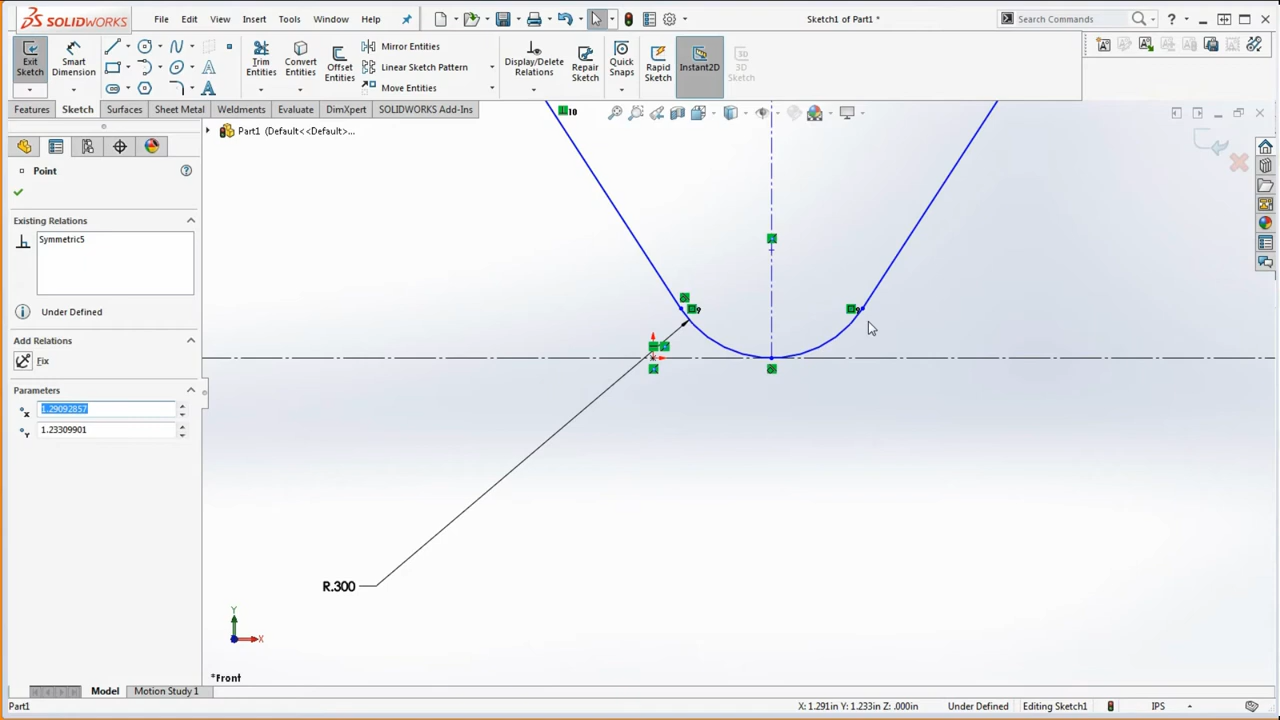 SOLIDWORKS File Edit View Insert Tools Window Help Sketch1 of Part1 * Search Commands ?
Exit Sketch Smart Dimension Trim Entities Convert Entities Offset Entities Mirror Entities Display/Delete Relations Repair Sketch Quick Snaps Rapid Sketch Instant2D 3D Sketch
Linear Sketch Pattern
Move Entities
Features Sketch Surfaces Sheet Metal Weldments Evaluate DimXpert SOLIDWORKS Add-Ins
10
Part1 (Default<<Default>...
Point
Existing Relations
Symmetric5
9 9
Under Defined
Add Relations
Fix
Parameters
X 1.29092857
Y 1.23309901
R.300
Y
X
*Front
Model Motion Study 1
Part1 X: 1.291in Y: 1.233in Z: .000in Under Defined Editing Sketch1 IPS